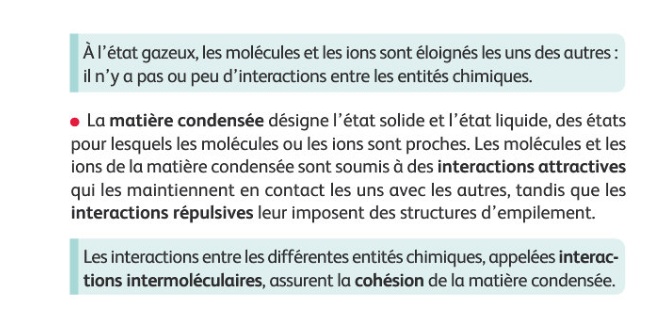 À l'état gazeux, les molécules et les ions sont éloignés les uns des autres :
il n'y a pas ou peu d'interactions entre les entités chimiques.
● La matière condensée désigne l'état solide et l'état liquide, des états
pour lesquels les molécules ou les ions sont proches. Les molécules et les
ions de la matière condensée sont soumis à des interactions attractives
qui les maintiennent en contact les uns avec les autres, tandis que les
interactions répulsives leur imposent des structures d'empilement.
Les interactions entre les différentes entités chimiques, appelées interac-
tions intermoléculaires, assurent la cohésion de la matière condensée.